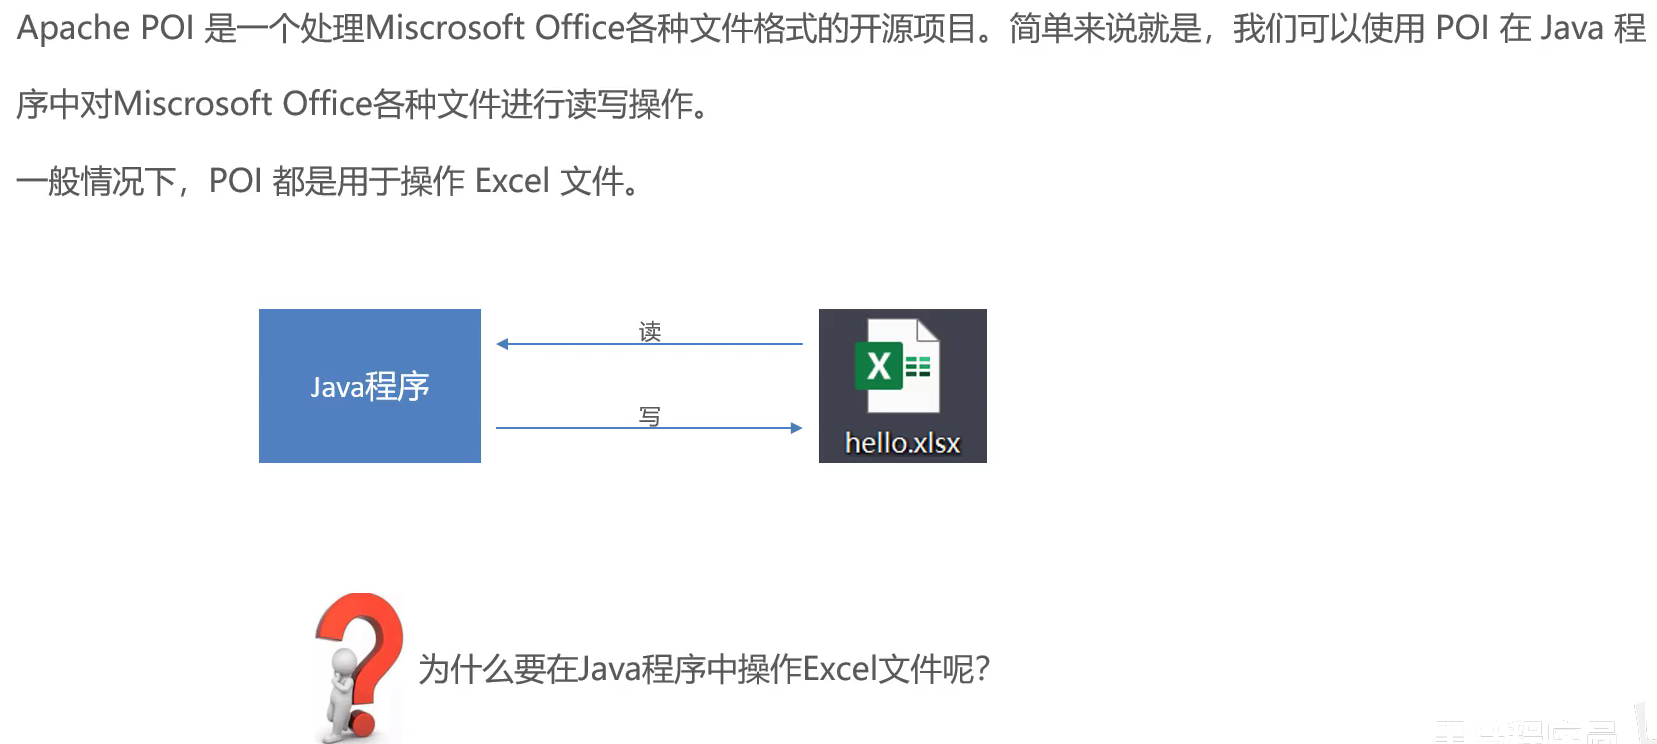 Apache POI 是一个处理Miscrosoft Office各种文件格式的开源项目。简单来说就是，我们可以使用 POI 在 Java 程
序中对Miscrosoft Office各种文件进行读写操作。
一般情况下，POI 都是用于操作 Excel 文件。
读
Java程序
写
X
hello.xlsx
为什么要在Java程序中操作Excel文件呢？